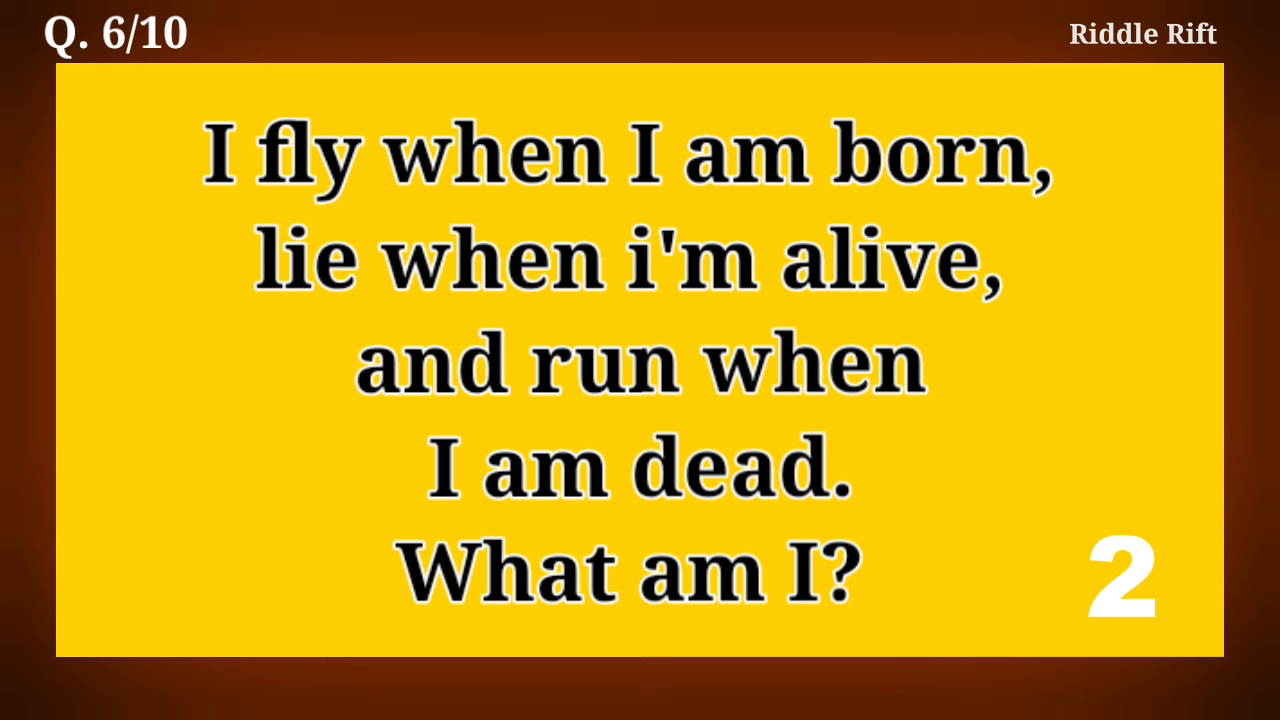 Q. 6/10
Riddle Rift
I fly when I am born,
lie when i'm alive,
and run when
I am dead.
What am I?
2